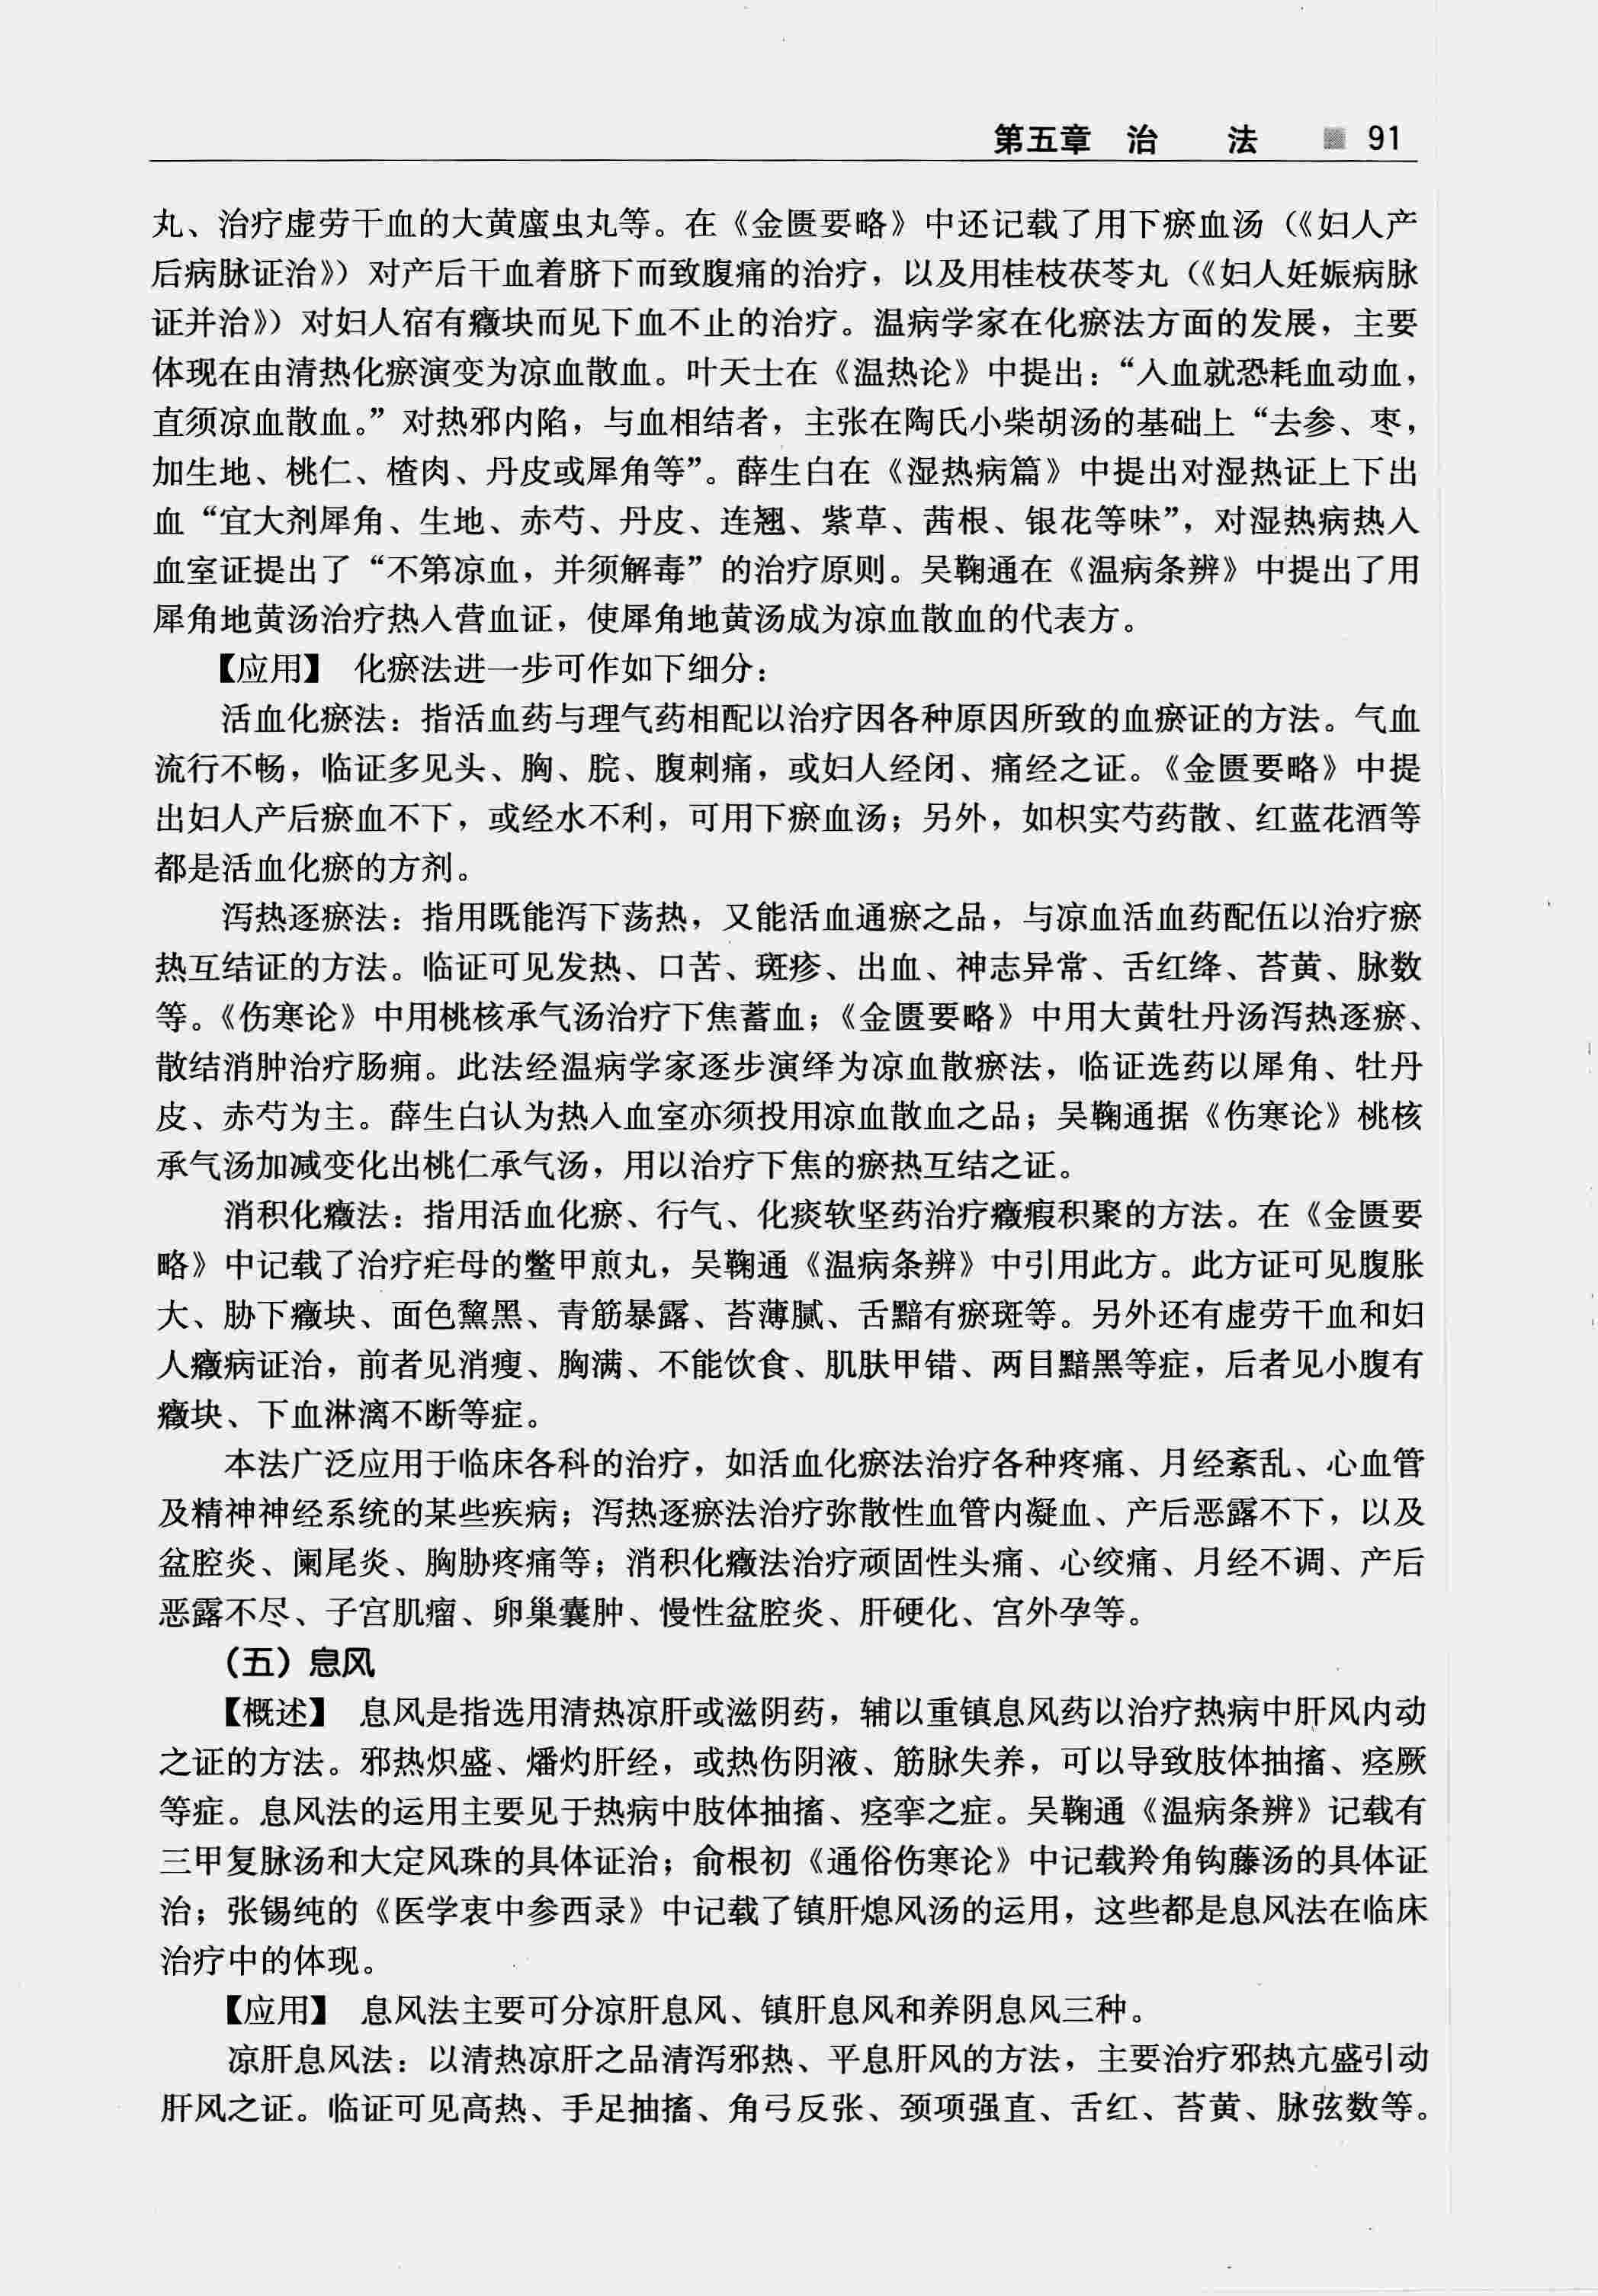 第五章 治 法 91
丸、治疗虚劳干血的大黄䗪虫丸等。在《金匮要略》中还记载了用下瘀血汤（《妇人产
后病脉证治》）对产后干血着脐下而致腹痛的治疗，以及用桂枝茯苓丸（《妇人妊娠病脉
证并治》）对妇人宿有癥块而见下血不止的治疗。温病学家在化瘀法方面的发展，主要
体现在由清热化瘀演变为凉血散血。叶天士在《温热论》中提出：“入血就恐耗血动血，
直须凉血散血。”对热邪内陷，与血相结者，主张在陶氏小柴胡汤的基础上“去参、枣，
加生地、桃仁、楂肉、丹皮或犀角等”。薛生白在《湿热病篇》中提出对湿热证上下出
血“宜大剂犀角、生地、赤芍、丹皮、连翘、紫草、茜根、银花等味”，对湿热病热入
血室证提出了“不第凉血，并须解毒”的治疗原则。吴鞠通在《温病条辨》中提出了用
犀角地黄汤治疗热入营血证，使犀角地黄汤成为凉血散血的代表方。
【应用】 化瘀法进一步可作如下细分：
活血化瘀法：指活血药与理气药相配以治疗因各种原因所致的血瘀证的方法。气血
流行不畅，临证多见头、胸、脘、腹刺痛，或妇人经闭、痛经之证。《金匮要略》中提
出妇人产后瘀血不下，或经水不利，可用下瘀血汤；另外，如枳实芍药散、红蓝花酒等
都是活血化瘀的方剂。
泻热逐瘀法：指用既能泻下荡热，又能活血通瘀之品，与凉血活血药配伍以治疗瘀
热互结证的方法。临证可见发热、口苦、斑疹、出血、神志异常、舌红绛、苔黄、脉数
等。《伤寒论》中用桃核承气汤治疗下焦蓄血；《金匮要略》中用大黄牡丹汤泻热逐瘀、
散结消肿治疗肠痈。此法经温病学家逐步演绎为凉血散瘀法，临证选药以犀角、牡丹
皮、赤芍为主。薛生白认为热入血室亦须投用凉血散血之品；吴鞠通据《伤寒论》桃核
承气汤加减变化出桃仁承气汤，用以治疗下焦的瘀热互结之证。
消积化癥法：指用活血化瘀、行气、化痰软坚药治疗癥瘕积聚的方法。在《金匮要
略》中记载了治疗疟母的鳖甲煎丸，吴鞠通《温病条辨》中引用此方。此方证可见腹胀
大、胁下癥块、面色黧黑、青筋暴露、苔薄腻、舌黯有瘀斑等。另外还有虚劳干血和妇
人癥病证治，前者见消瘦、胸满、不能饮食、肌肤甲错、两目黯黑等症，后者见小腹有
癥块、下血淋漓不断等症。
本法广泛应用于临床各科的治疗，如活血化瘀法治疗各种疼痛、月经紊乱、心血管
及精神神经系统的某些疾病；泻热逐瘀法治疗弥散性血管内凝血、产后恶露不下，以及
盆腔炎、阑尾炎、胸胁疼痛等；消积化癥法治疗顽固性头痛、心绞痛、月经不调、产后
恶露不尽、子宫肌瘤、卵巢囊肿、慢性盆腔炎、肝硬化、宫外孕等。
（五）息风
【概述】 息风是指选用清热凉肝或滋阴药，辅以重镇息风药以治疗热病中肝风内动
之证的方法。邪热炽盛、燔灼肝经，或热伤阴液、筋脉失养，可以导致肢体抽搐、痉厥
等症。息风法的运用主要见于热病中肢体抽搐、痉挛之症。吴鞠通《温病条辨》记载有
三甲复脉汤和大定风珠的具体证治；俞根初《通俗伤寒论》中记载羚角钩藤汤的具体证
治；张锡纯的《医学衷中参西录》中记载了镇肝熄风汤的运用，这些都是息风法在临床
治疗中的体现。
【应用】 息风法主要可分凉肝息风、镇肝息风和养阴息风三种。
凉肝息风法：以清热凉肝之品清泻邪热、平息肝风的方法，主要治疗邪热亢盛引动
肝风之证。临证可见高热、手足抽搐、角弓反张、颈项强直、舌红、苔黄、脉弦数等。